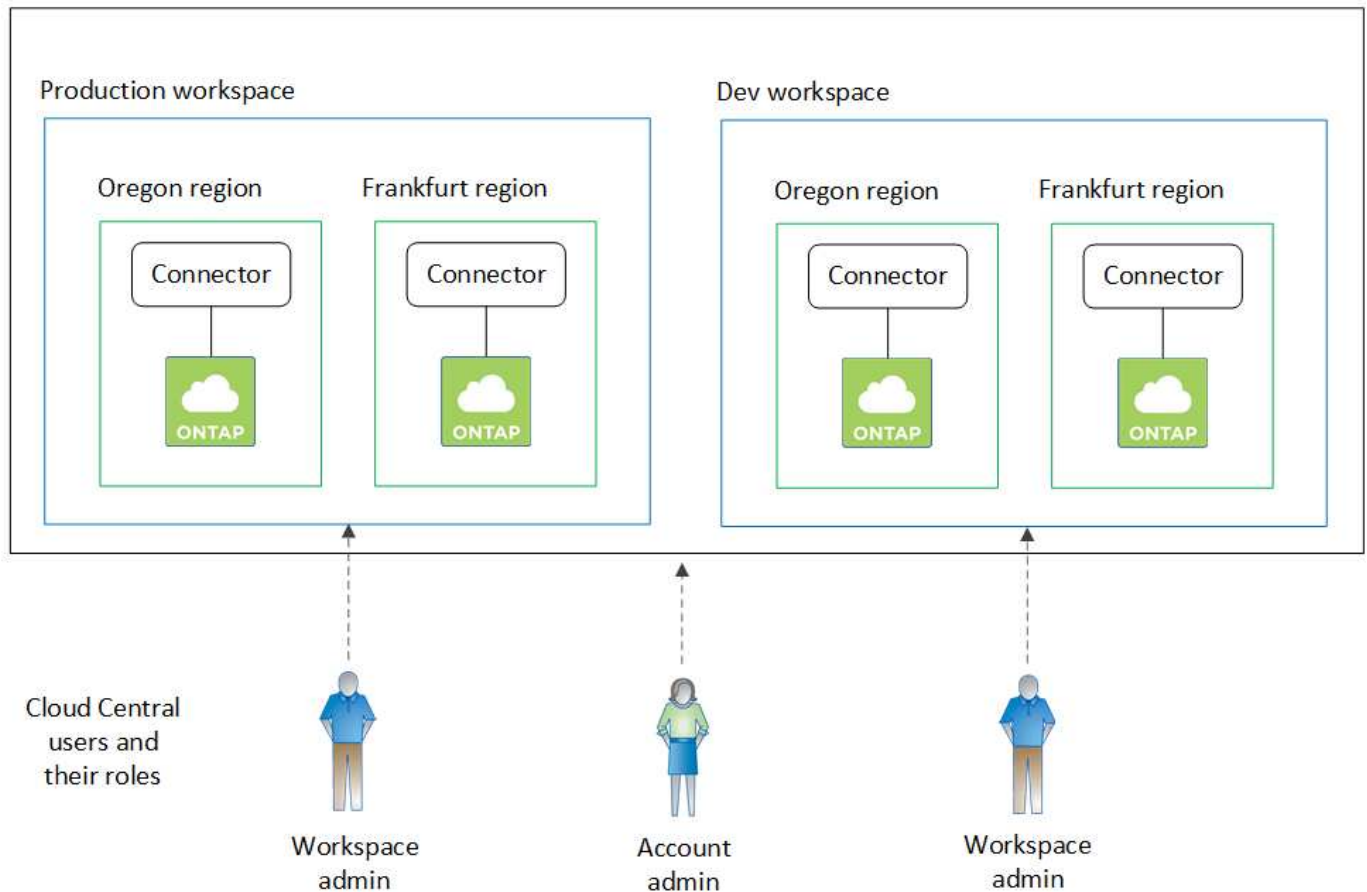 Production workspace
Dev workspace
Oregon region
Frankfurt region
Oregon region
Frankfurt region
Connector
Connector
Connector
Connector
ONTAP
ONTAP
ONTAP
ONTAP
Cloud Central
users and
their roles
Workspace
admin
Account
admin
Workspace
admin